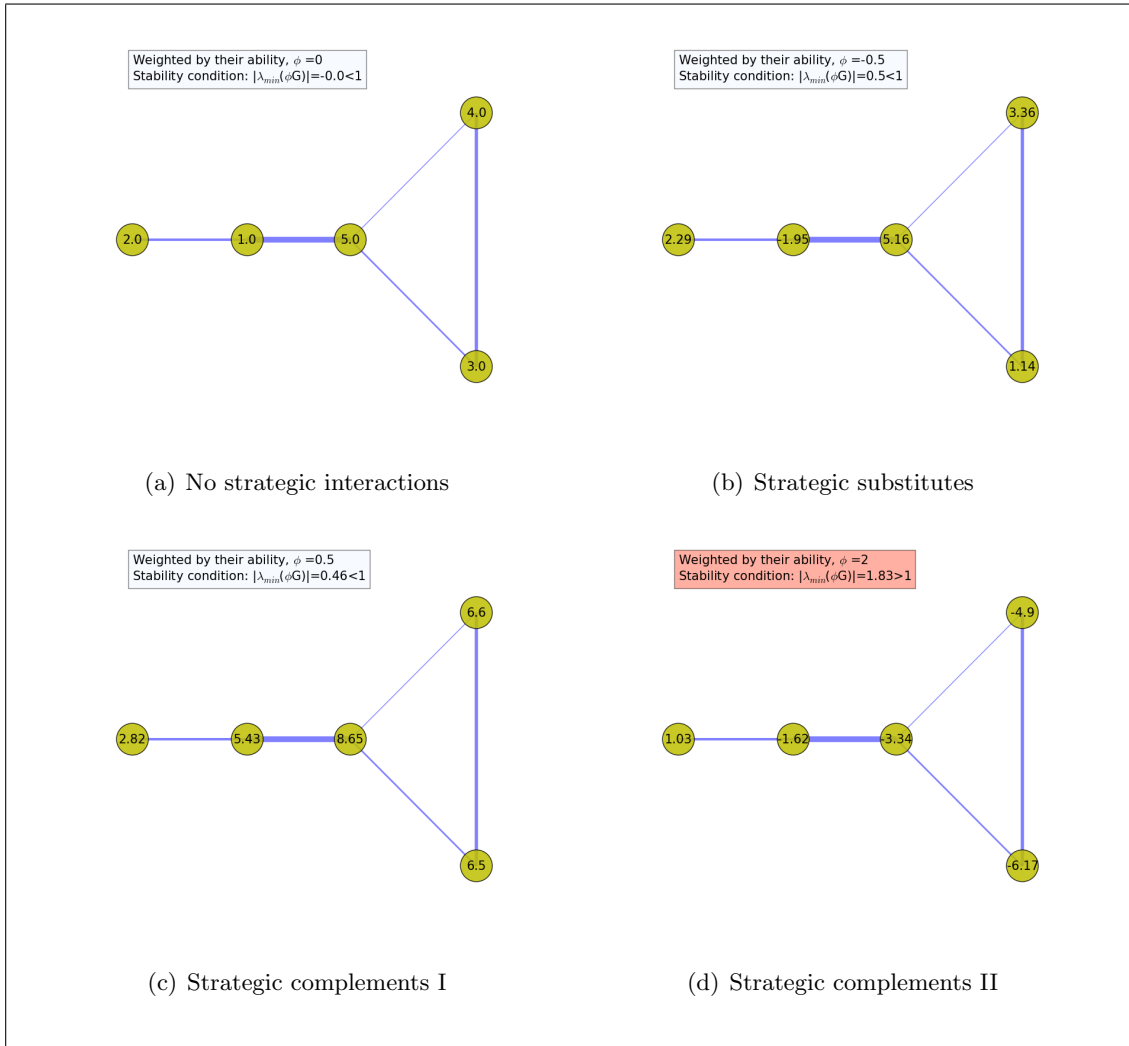 Weighted by their ability, ϕ =0
Stability condition: |λmin(ϕG)|=-0.0<1
4.0
2.0
1.0
5.0
3.0
(a) No strategic interactions
Weighted by their ability, ϕ =-0.5
Stability condition: |λmin(ϕG)|=0.5<1
3.36
2.29
-1.95
5.16
1.14
(b) Strategic substitutes
Weighted by their ability, ϕ =0.5
Stability condition: |λmin(ϕG)|=0.46<1
6.6
2.82
5.43
8.65
6.5
(c) Strategic complements I
Weighted by their ability, ϕ =2
Stability condition: |λmin(ϕG)|=1.83>1
-4.9
1.03
-1.62
-3.34
-6.17
(d) Strategic complements II